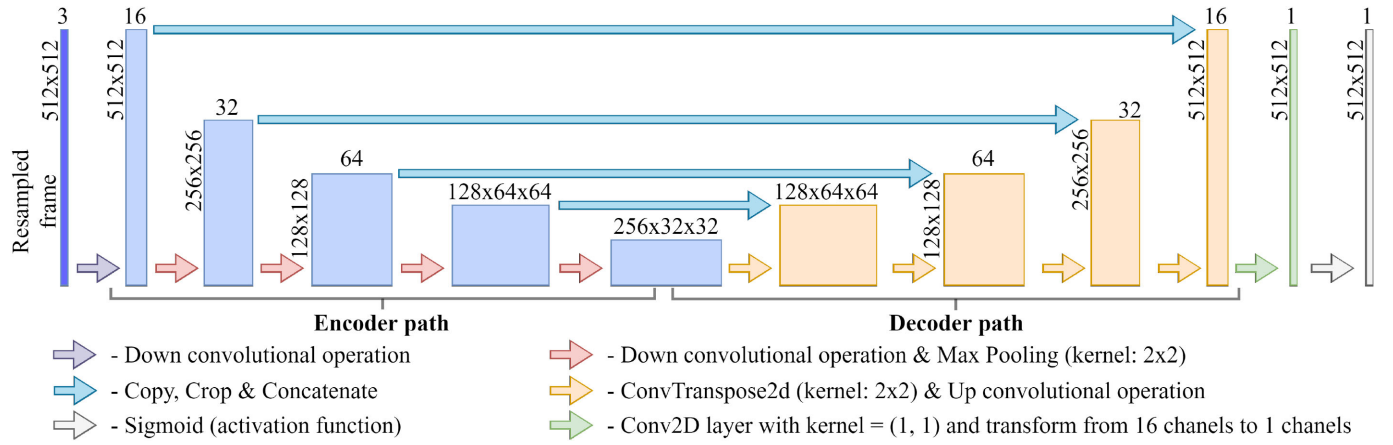 3
16
16
1
1
512x512
512x512
512x512
512x512
512x512
32
32
256x256
256x256
64
64
128x128
128x128
128x64x64
128x64x64
256x32x32
Resampled
frame
Encoder path
Decoder path
- Down convolutional operation
- Down convolutional operation & Max Pooling (kernel: 2x2)
- Copy, Crop & Concatenate
- ConvTranspose2d (kernel: 2x2) & Up convolutional operation
- Sigmoid (activation function)
- Conv2D layer with kernel = (1, 1) and transform from 16 chanels to 1 channels